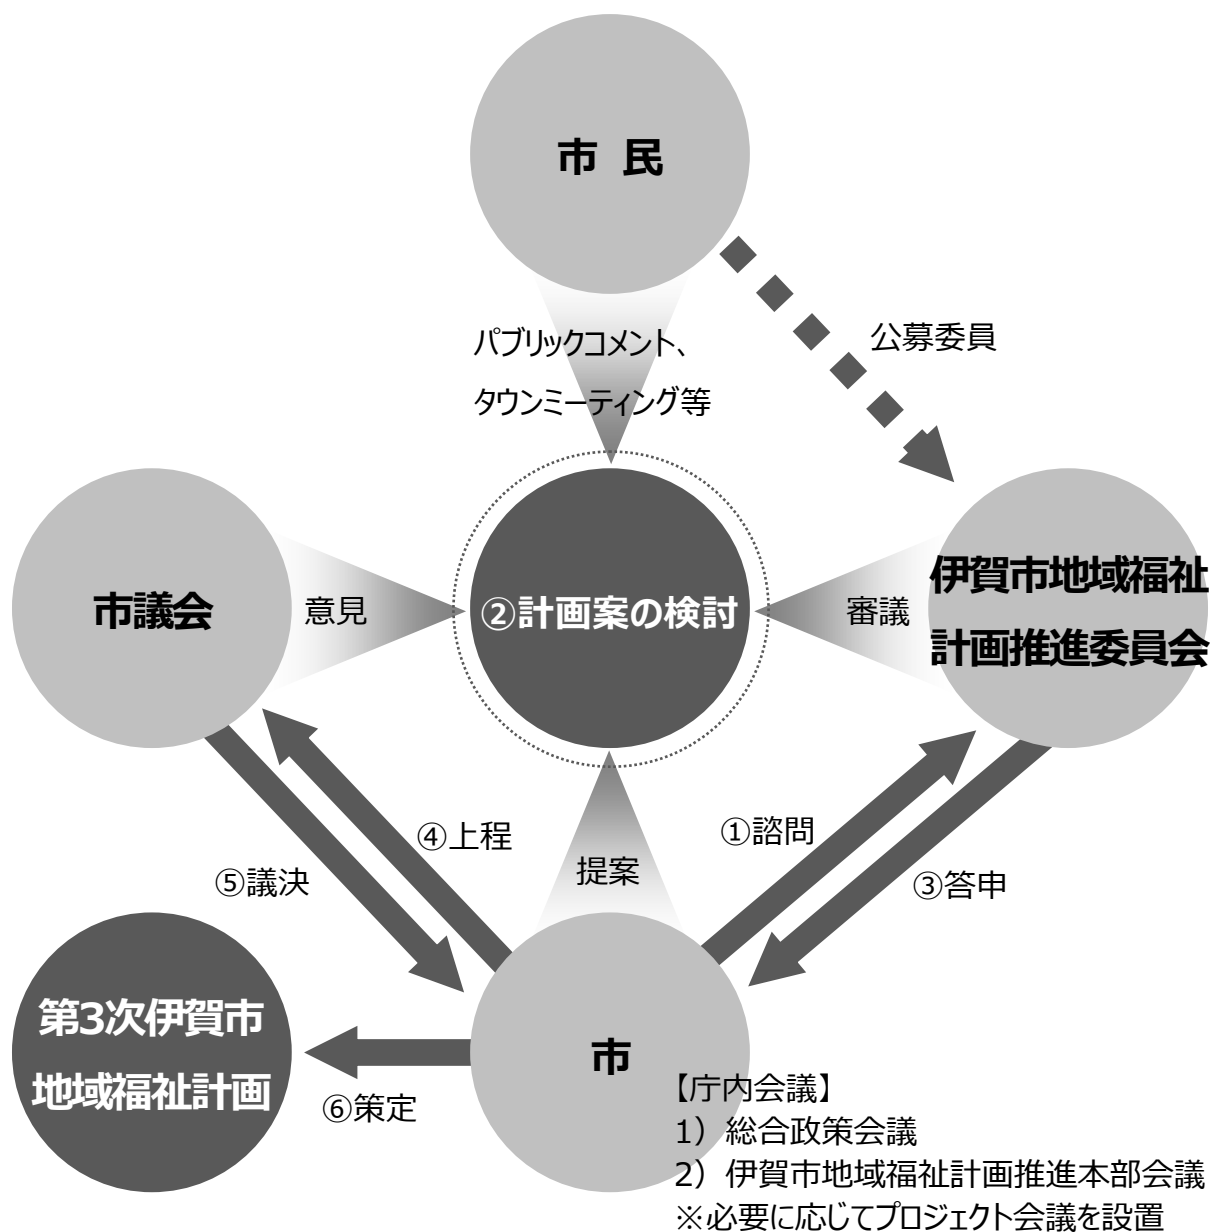 市 民
パブリックコメント、
タウンミーティング等
公募委員
市議会
意見
②計画案の検討
審議
伊賀市地域福祉
計画推進委員会
④上程
⑤議決
提案
①諮問
③答申
第3次伊賀市
地域福祉計画
⑥策定
市
【庁内会議】
1）総合政策会議
2）伊賀市地域福祉計画推進本部会議
※必要に応じてプロジェクト会議を設置